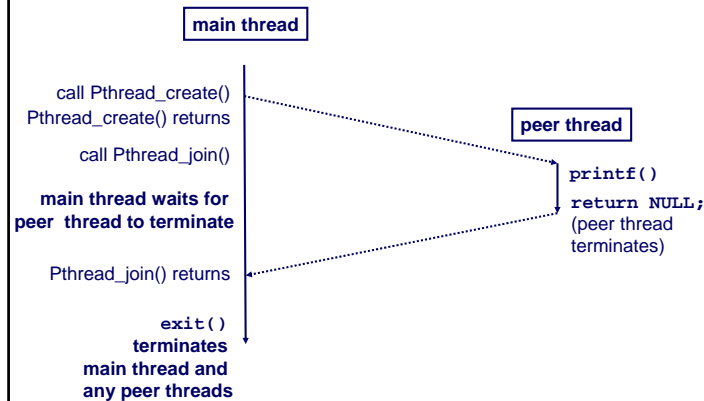 main thread
call Pthread_create()
Pthread_create() returns
peer thread
call Pthread_join()
printf()
main thread waits for
peer thread to terminate
return NULL;
(peer thread
terminates)
Pthread_join() returns
exit()
terminates
main thread and
any peer threads